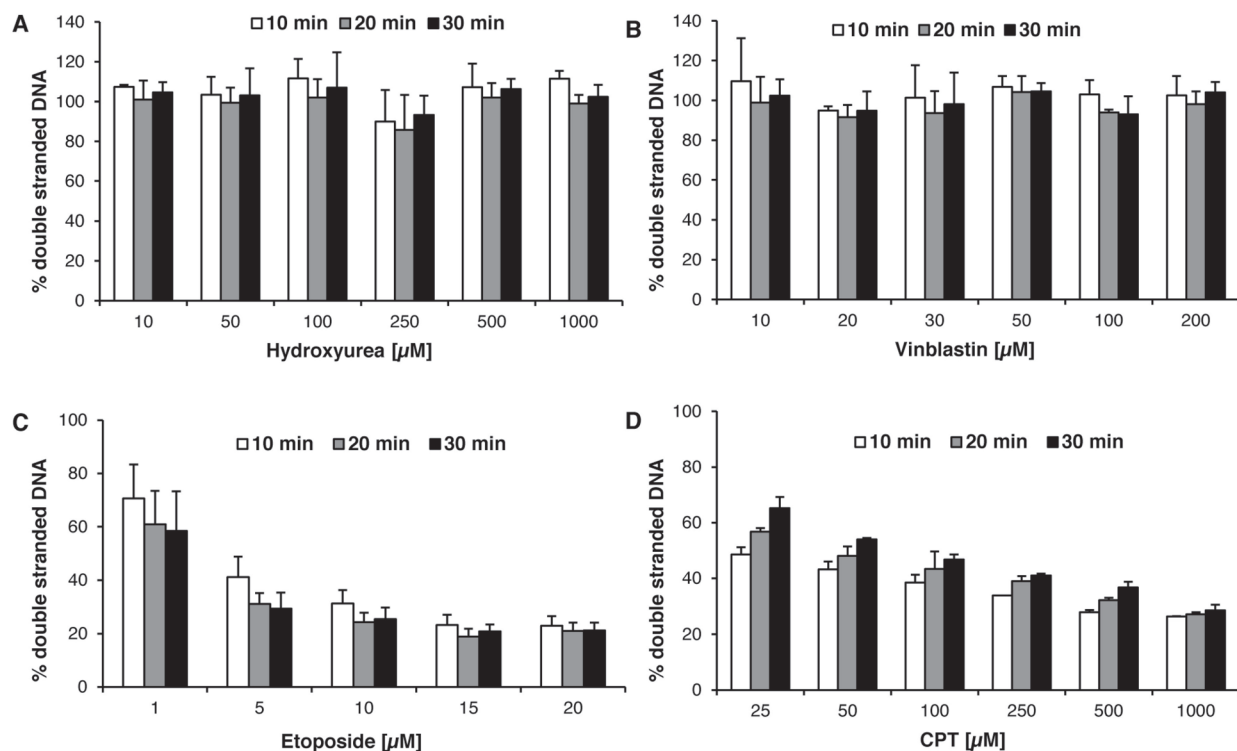 A
10 min 20 min 30 min
% double stranded DNA
140
120
100
80
60
40
20
0
10 50 100 250 500 1000
Hydroxyurea [µM]
B
10 min 20 min 30 min
% double stranded DNA
140
120
100
80
60
40
20
0
10 20 30 50 100 200
Vinblastin [µM]
C
10 min 20 min 30 min
% double stranded DNA
100
80
60
40
20
0
1 5 10 15 20
Etoposide [µM]
D
10 min 20 min 30 min
% double stranded DNA
100
80
60
40
20
0
25 50 100 250 500 1000
CPT [µM]